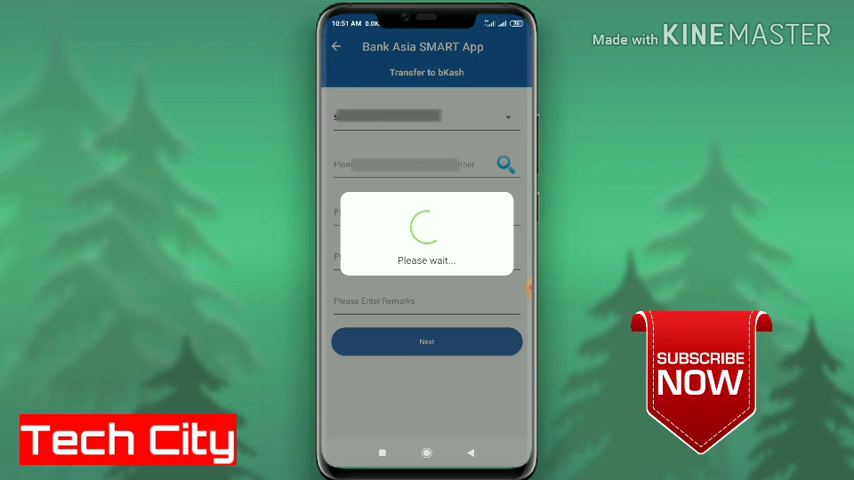 Made with KINEMASTER
10:51 AM
Bank Asia SMART App
Transfer to bKash
Please wait...
Please Enter Remarks
Next
SUBSCRIBE
NOW
Tech City